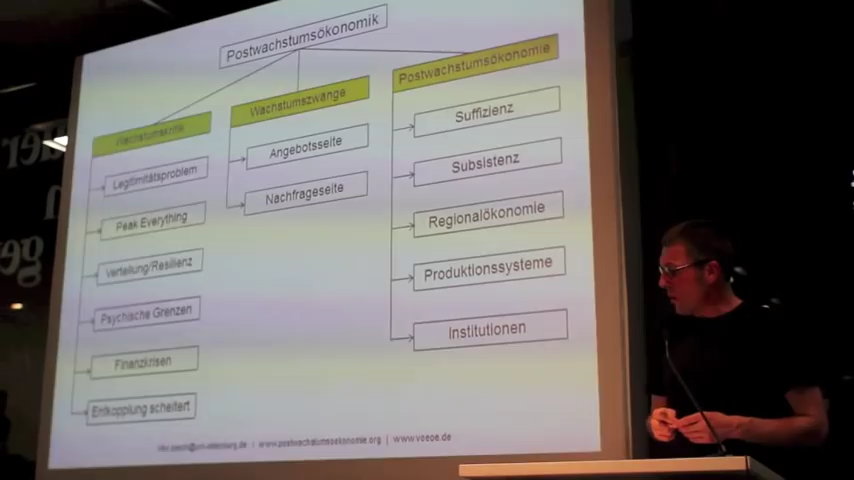 Postwachstumsökonomik
Wachstumskritik
Legitimitätsproblem
Peak Everything
Verteilung/Resilienz
Psychische Grenzen
Finanzkrisen
Entkopplung scheitert
Wachstumszwänge
Angebotsseite
Nachfrageseite
Postwachstumsökonomie
Suffizienz
Subsistenz
Regionalökonomie
Produktionssysteme
Institutionen
| www.postwachstumsoekonomie.org | www.voeoe.de